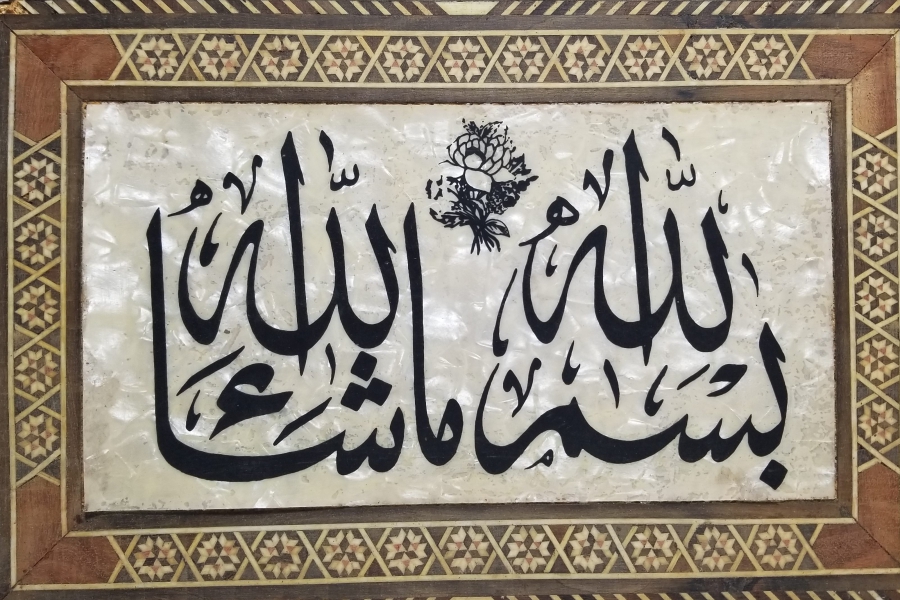 بسم الله
ما شاء الله